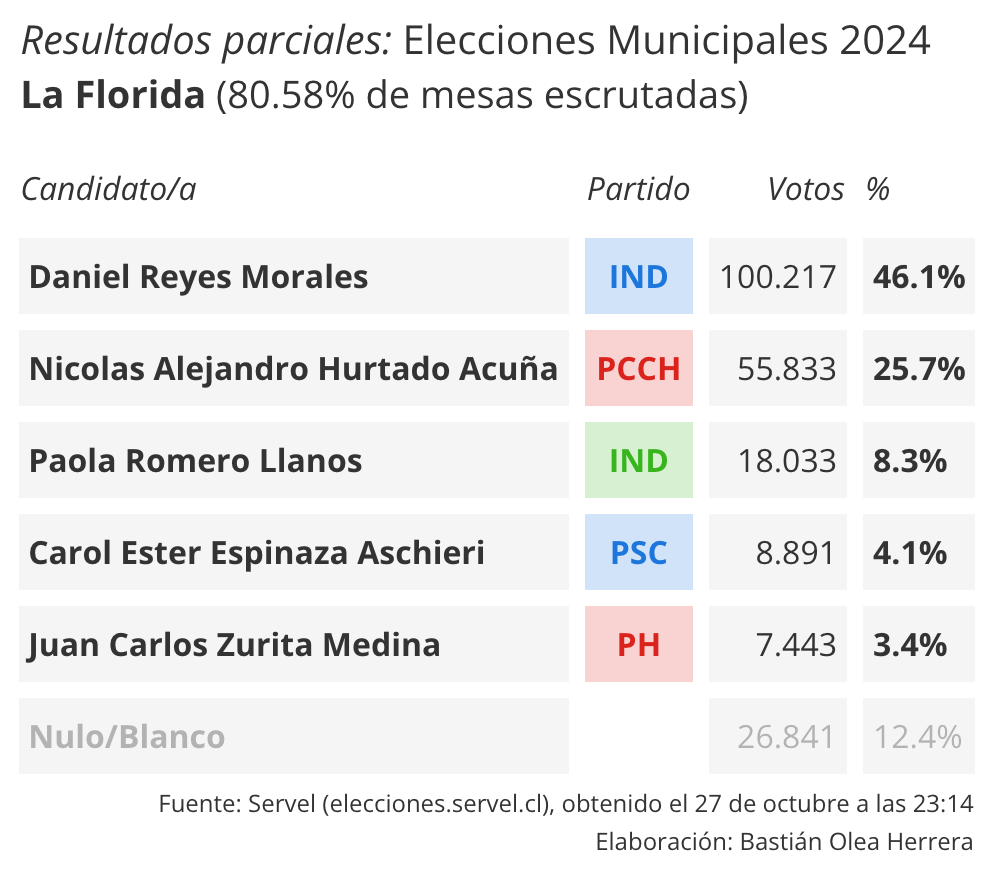 Resultados parciales: Elecciones Municipales 2024
La Florida (80.58% de mesas escrutadas)
Candidato/a Partido Votos %
Daniel Reyes Morales IND 100.217 46.1%
Nicolas Alejandro Hurtado Acuña PCCH 55.833 25.7%
Paola Romero Llanos IND 18.033 8.3%
Carol Ester Espinaza Aschieri PSC 8.891 4.1%
Juan Carlos Zurita Medina PH 7.443 3.4%
Nulo/Blanco 26.841 12.4%
Fuente: Servel (elecciones.servel.cl), obtenido el 27 de octubre a las 23:14
Elaboración: Bastián Olea Herrera